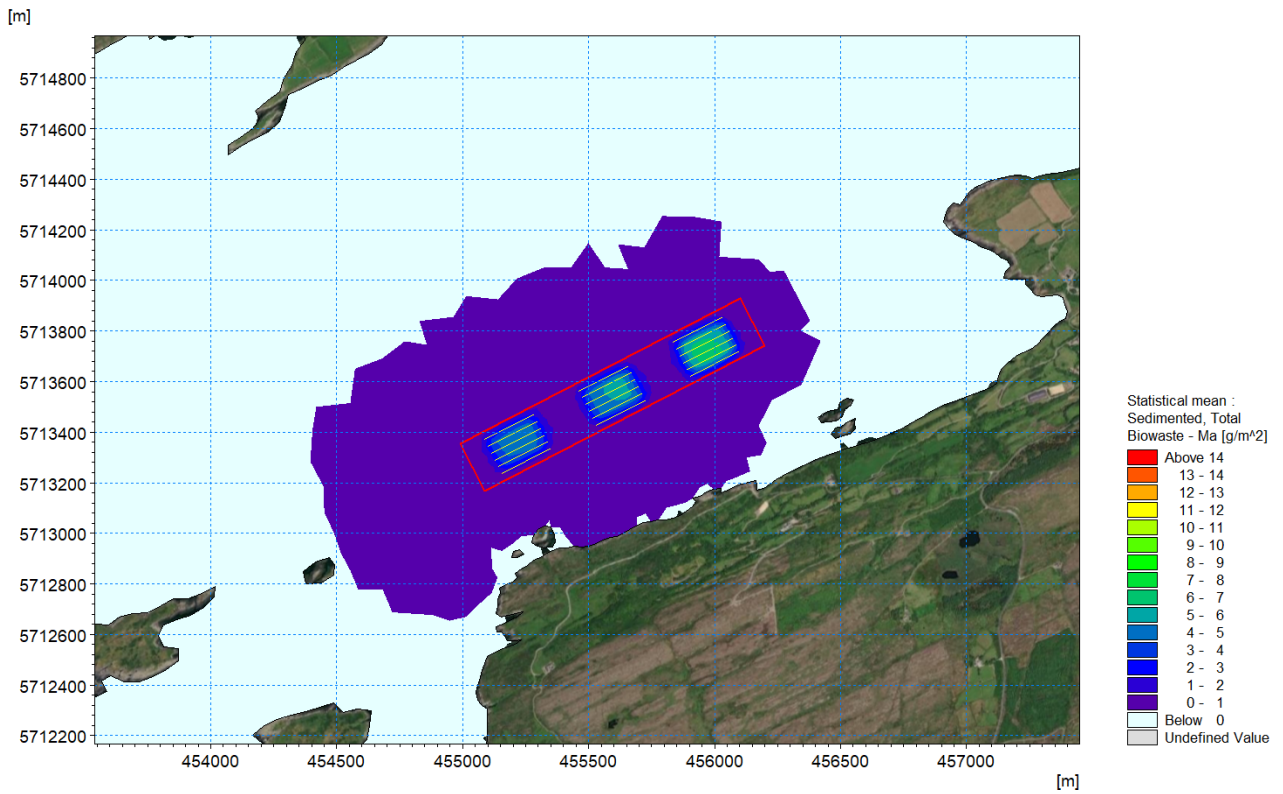 [m]
5714800
5714600
5714400
5714200
5714000
5713800
5713600
5713400
5713200
5713000
5712800
5712600
5712400
5712200
454000 454500 455000 455500 456000 456500 457000
[m]
Statistical mean :
Sedimented, Total
Biowaste - Ma [g/m^2]
Above 14
13 - 14
12 - 13
11 - 12
10 - 11
9 - 10
8 - 9
7 - 8
6 - 7
5 - 6
4 - 5
3 - 4
2 - 3
1 - 2
0 - 1
Below 0
Undefined Value